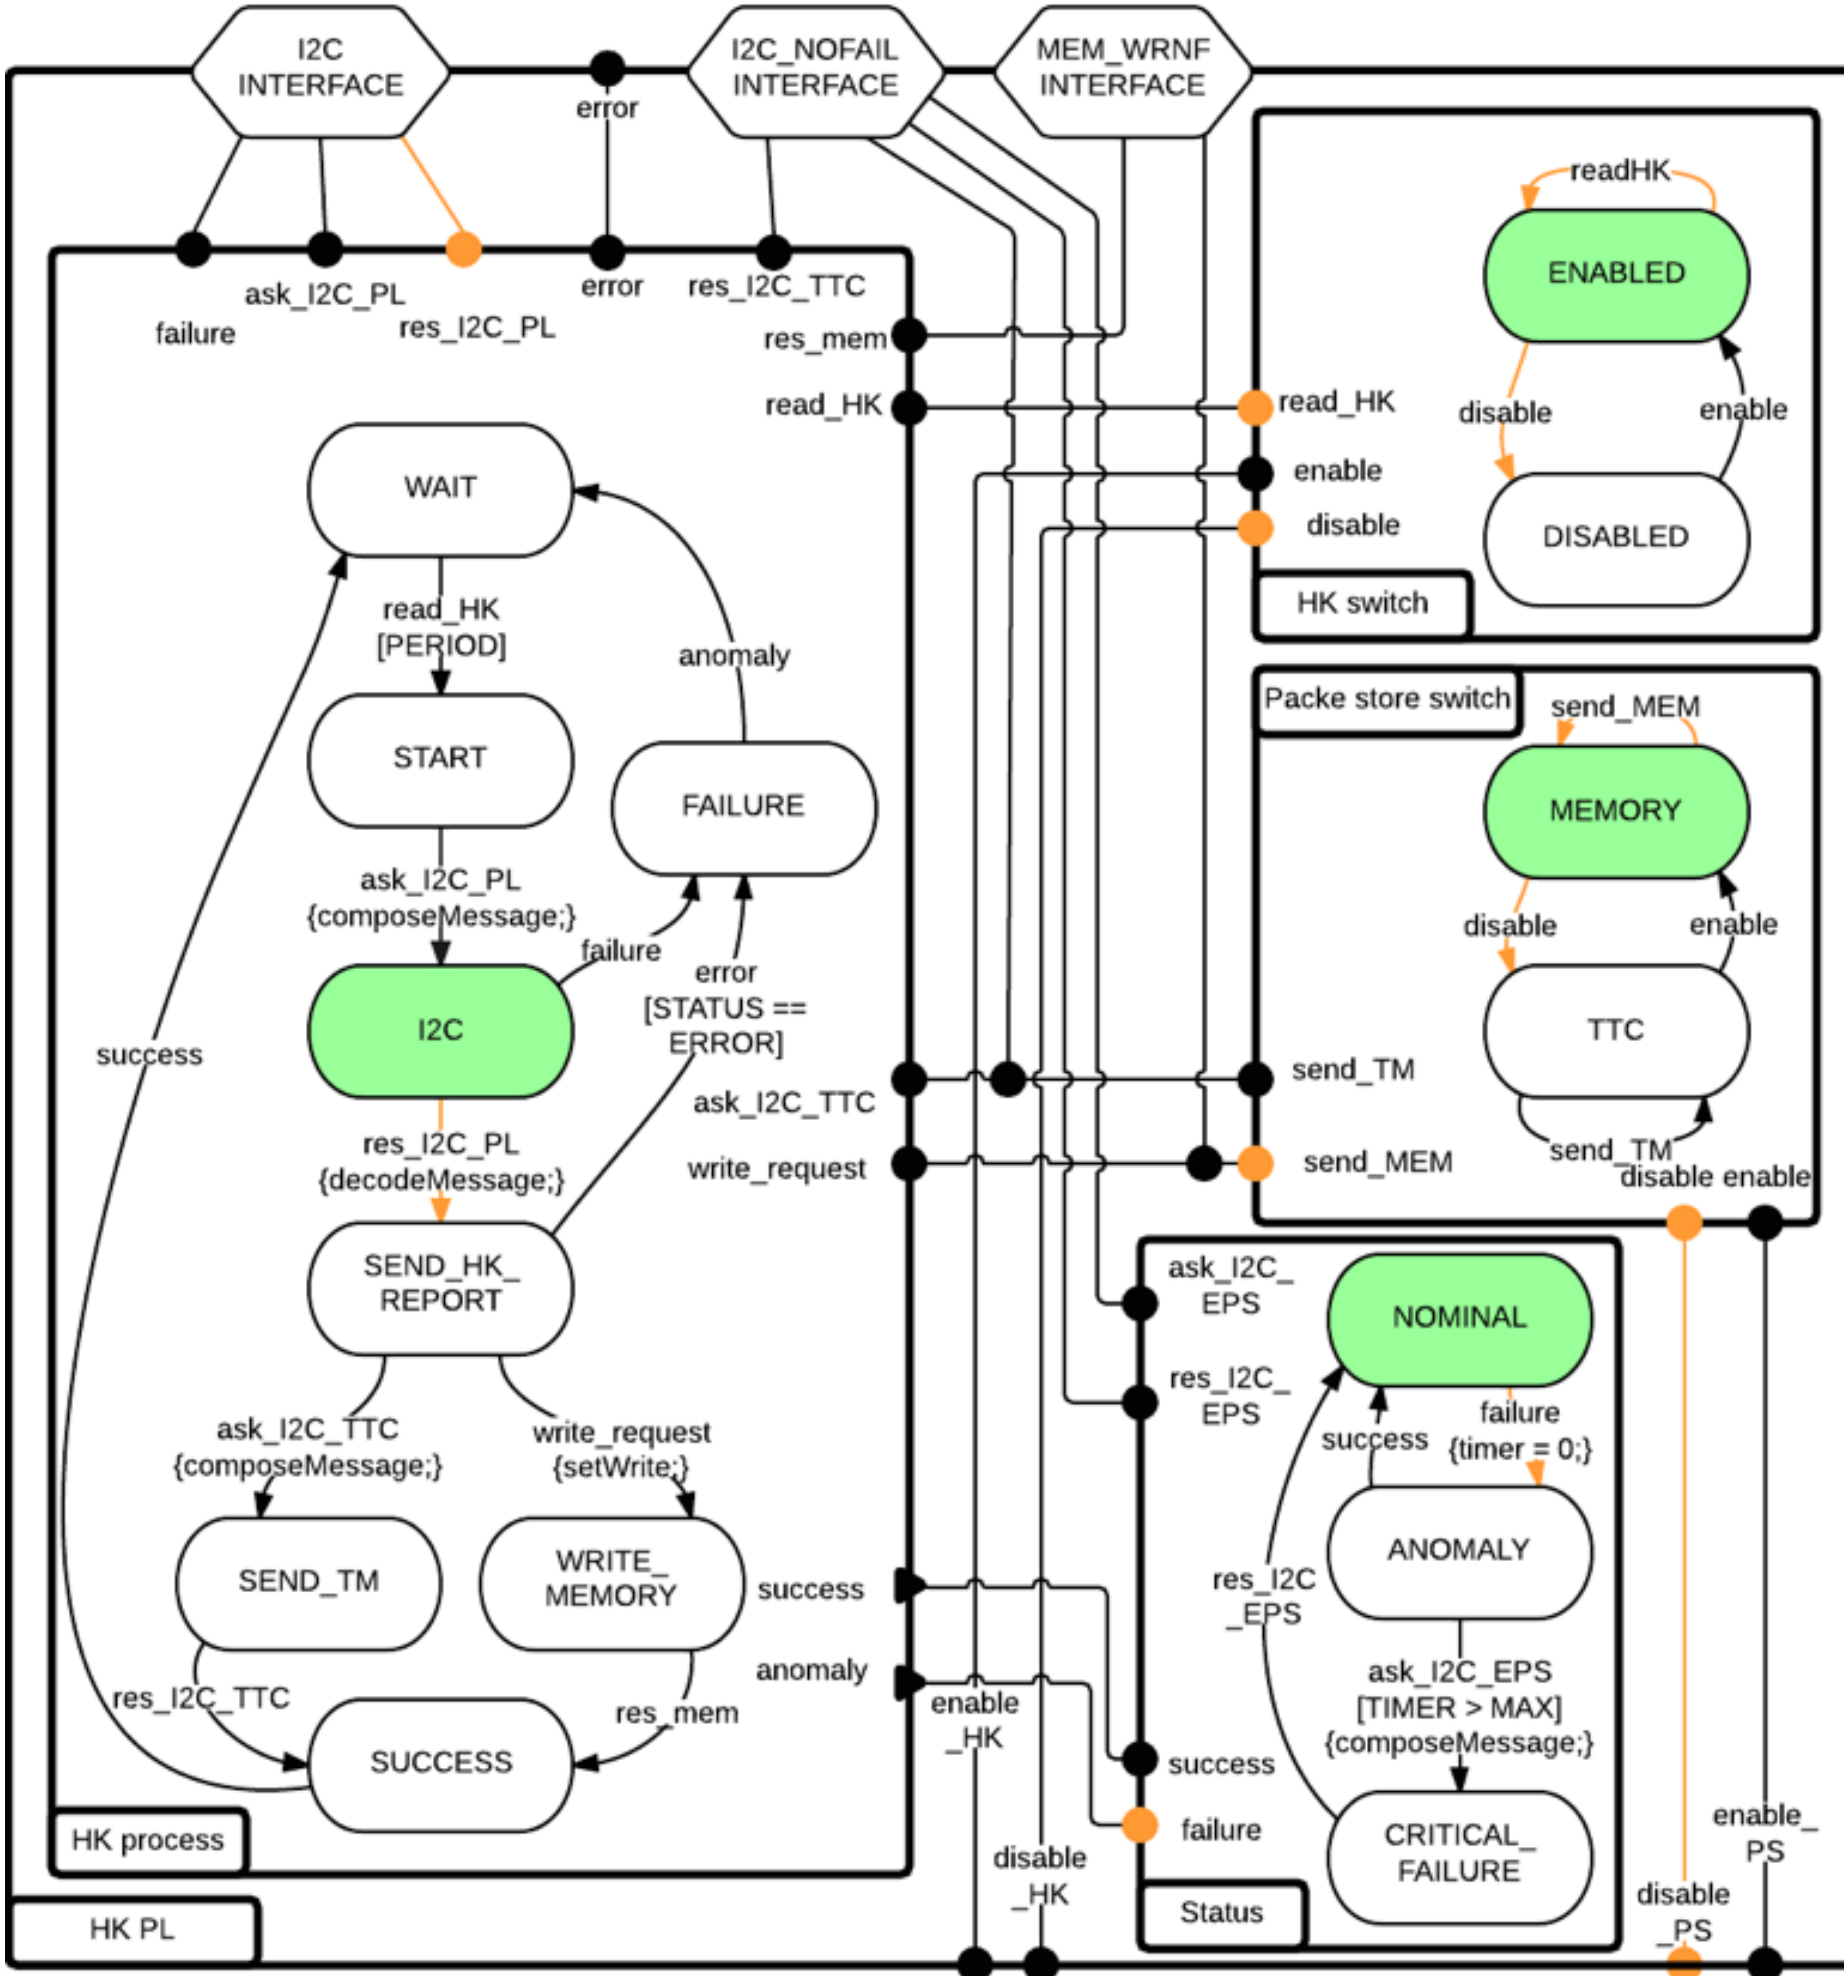 I2C
INTERFACE
error
I2C_NOFAIL
INTERFACE
MEM_WRNF
INTERFACE
failure
ask_I2C_PL
res_I2C_PL
error
res_I2C_TTC
res_mem
read_HK
WAIT
read_HK
[PERIOD]
START
anomaly
FAILURE
ask_I2C_PL
{composeMessage;}
failure
I2C
error
[STATUS ==
ERROR]
success
res_I2C_PL
{decodeMessage;}
ask_I2C_TTC
write_request
SEND_HK_
REPORT
ask_I2C_TTC
{composeMessage;}
write_request
{setWrite;}
SEND_TM
WRITE_
MEMORY
success
anomaly
res_I2C_TTC
res_mem
SUCCESS
HK process
HK PL
enable
_HK
disable
_HK
readHK
ENABLED
read_HK
disable
enable
enable
disable
DISABLED
HK switch
Packe store switch
send_MEM
MEMORY
disable
enable
TTC
send_TM
send_TM
send_MEM
disable enable
ask_I2C_
EPS
NOMINAL
res_I2C_
EPS
failure
{timer = 0;}
success
ANOMALY
res_I2C
_EPS
ask_I2C_EPS
[TIMER > MAX]
{composeMessage;}
success
failure
CRITICAL_
FAILURE
Status
enable_
PS
disable
_PS